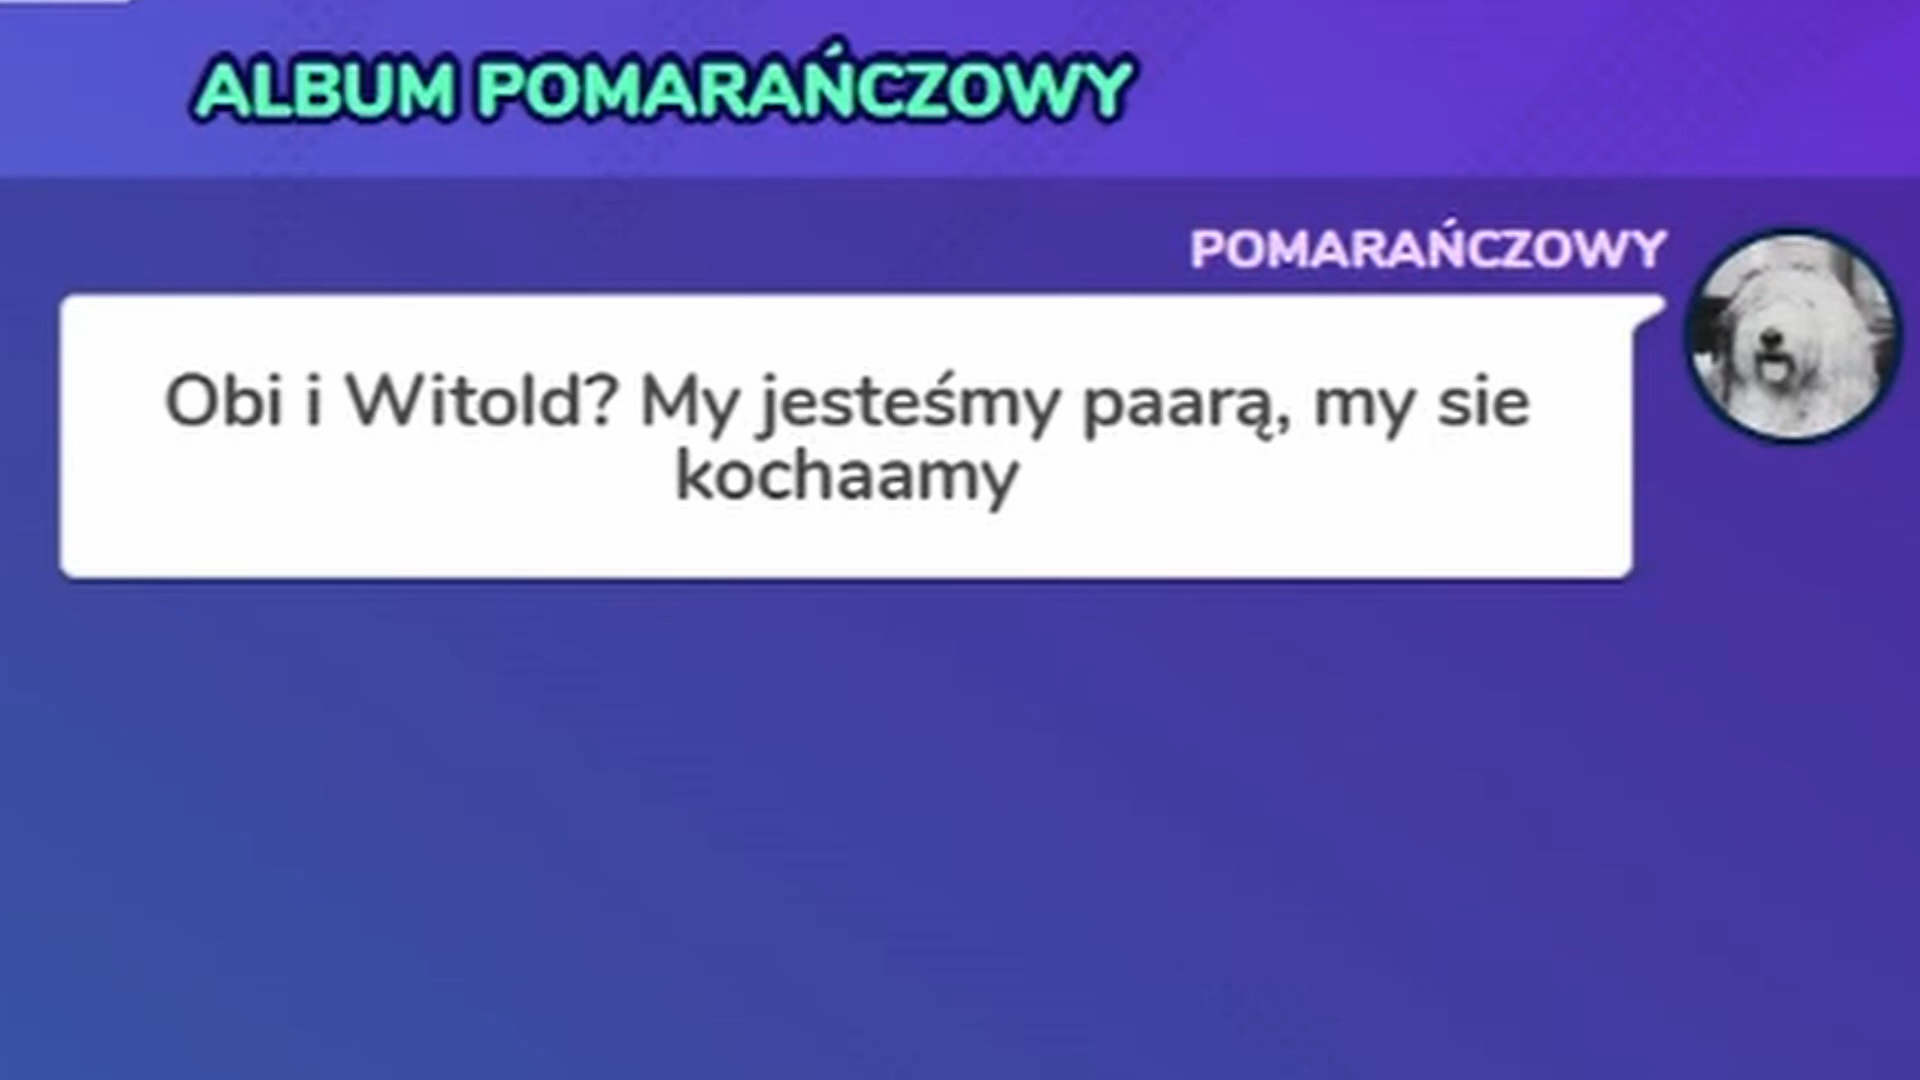 ALBUM POMARAŃCZOWY
POMARAŃCZOWY
Obi i Witold? My jesteśmy paarą, my sie
kochaamy